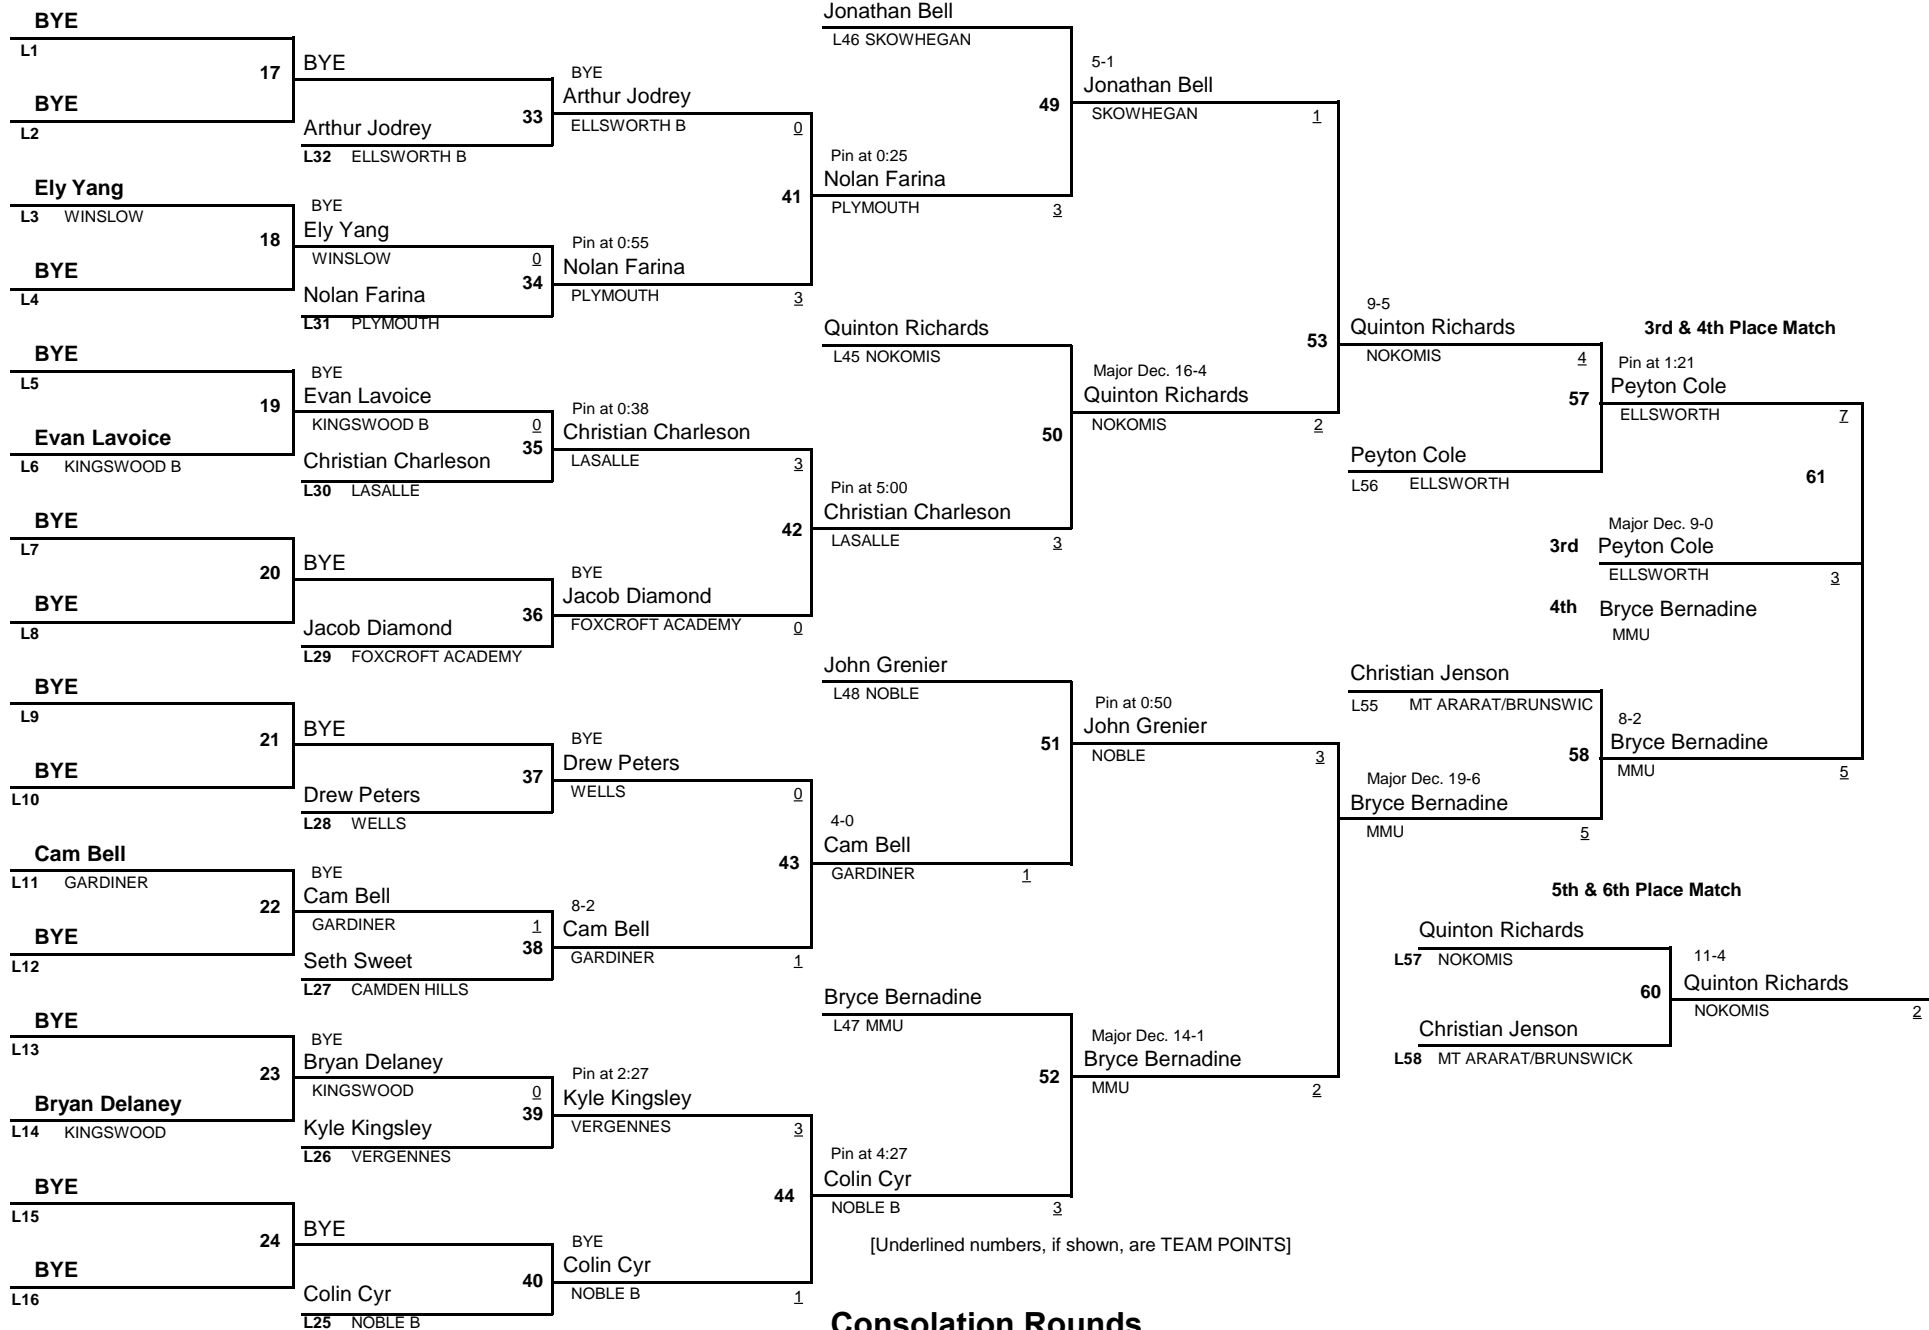 BYE
L1
17
BYE
L2
BYE
Arthur Jodrey
L32 ELLSWORTH B
33
BYE
Arthur Jodrey
ELLSWORTH B 0
Ely Yang
L3 WINSLOW
18
BYE
L4
BYE
Ely Yang
WINSLOW 0
34
Nolan Farina
L31 PLYMOUTH
Pin at 0:55
Nolan Farina
PLYMOUTH 3
41
BYE
L5
19
Evan Lavoice
L6 KINGSWOOD B
BYE
Evan Lavoice
KINGSWOOD B 0
35
Christian Charleson
L30 LASALLE
Pin at 0:38
Christian Charleson
LASALLE 3
42
BYE
L7
20
BYE
L8
BYE
Jacob Diamond
L29 FOXCROFT ACADEMY
36
BYE
Jacob Diamond
FOXCROFT ACADEMY 0
BYE
L9
21
BYE
L10
BYE
Drew Peters
L28 WELLS
37
BYE
Drew Peters
WELLS 0
43
Cam Bell
L11 GARDINER
22
BYE
L12
BYE
Cam Bell
GARDINER 1
38
Seth Sweet
L27 CAMDEN HILLS
8-2
Cam Bell
GARDINER 1
BYE
L13
23
Bryan Delaney
L14 KINGSWOOD
BYE
Bryan Delaney
KINGSWOOD 0
39
Kyle Kingsley
L26 VERGENNES
Pin at 2:27
Kyle Kingsley
VERGENNES 3
44
BYE
L15
24
BYE
L16
BYE
Colin Cyr
L25 NOBLE B
40
BYE
Colin Cyr
NOBLE B 1
Jonathan Bell
L46 SKOWHEGAN
49
Pin at 0:25
Nolan Farina
PLYMOUTH 3
5-1
Jonathan Bell
SKOWHEGAN 1
53
Quinton Richards
L45 NOKOMIS
50
Pin at 5:00
Christian Charleson
LASALLE 3
Major Dec. 16-4
Quinton Richards
NOKOMIS 2
John Grenier
L48 NOBLE
51
4-0
Cam Bell
GARDINER 1
Pin at 0:50
John Grenier
NOBLE 3
Bryce Bernadine
L47 MMU
52
Pin at 4:27
Colin Cyr
NOBLE B 3
Major Dec. 14-1
Bryce Bernadine
MMU 2
9-5
Quinton Richards
NOKOMIS 4
57
Peyton Cole
L56 ELLSWORTH
3rd & 4th Place Match
Pin at 1:21
Peyton Cole
ELLSWORTH 7
61
Major Dec. 9-0
3rd Peyton Cole
ELLSWORTH 3
4th Bryce Bernadine
MMU
Christian Jenson
L55 MT ARARAT/BRUNSWIC
58
Major Dec. 19-6
Bryce Bernadine
MMU 5
8-2
Bryce Bernadine
MMU 5
5th & 6th Place Match
Quinton Richards
L57 NOKOMIS
60
Christian Jenson
L58 MT ARARAT/BRUNSWICK
11-4
Quinton Richards
NOKOMIS 2
[Underlined numbers, if shown, are TEAM POINTS]
Consolation Rounds